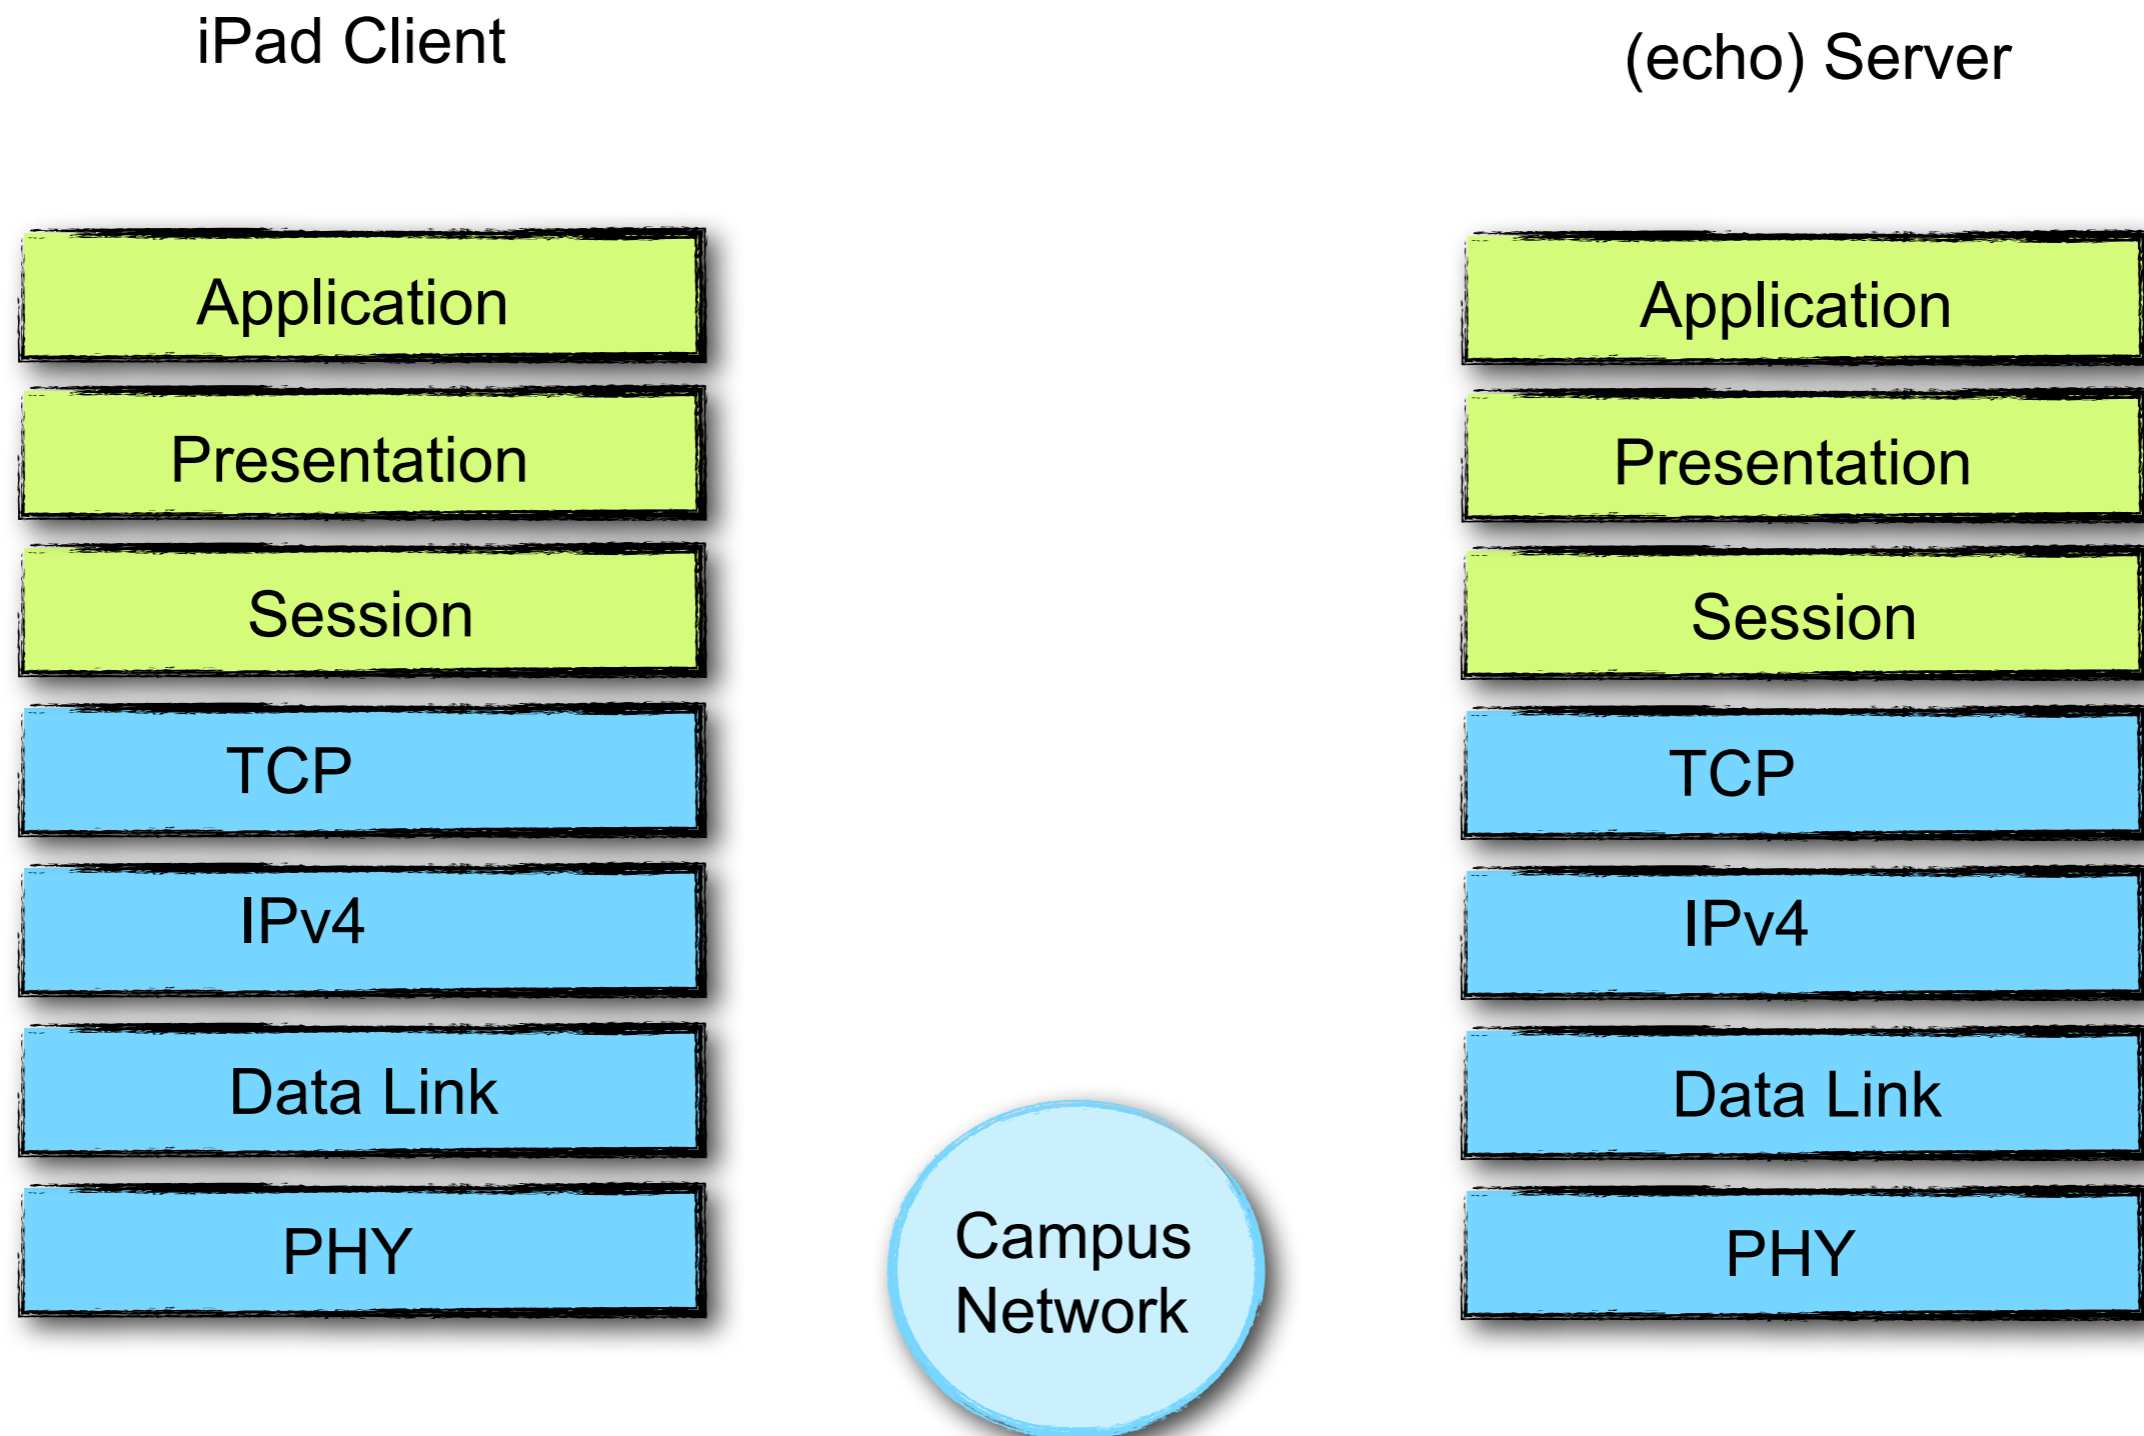 iPad Client
(echo) Server
Application
Presentation
Session
TCP
IPv4
Data Link
PHY
Campus
Network
Application
Presentation
Session
TCP
IPv4
Data Link
PHY